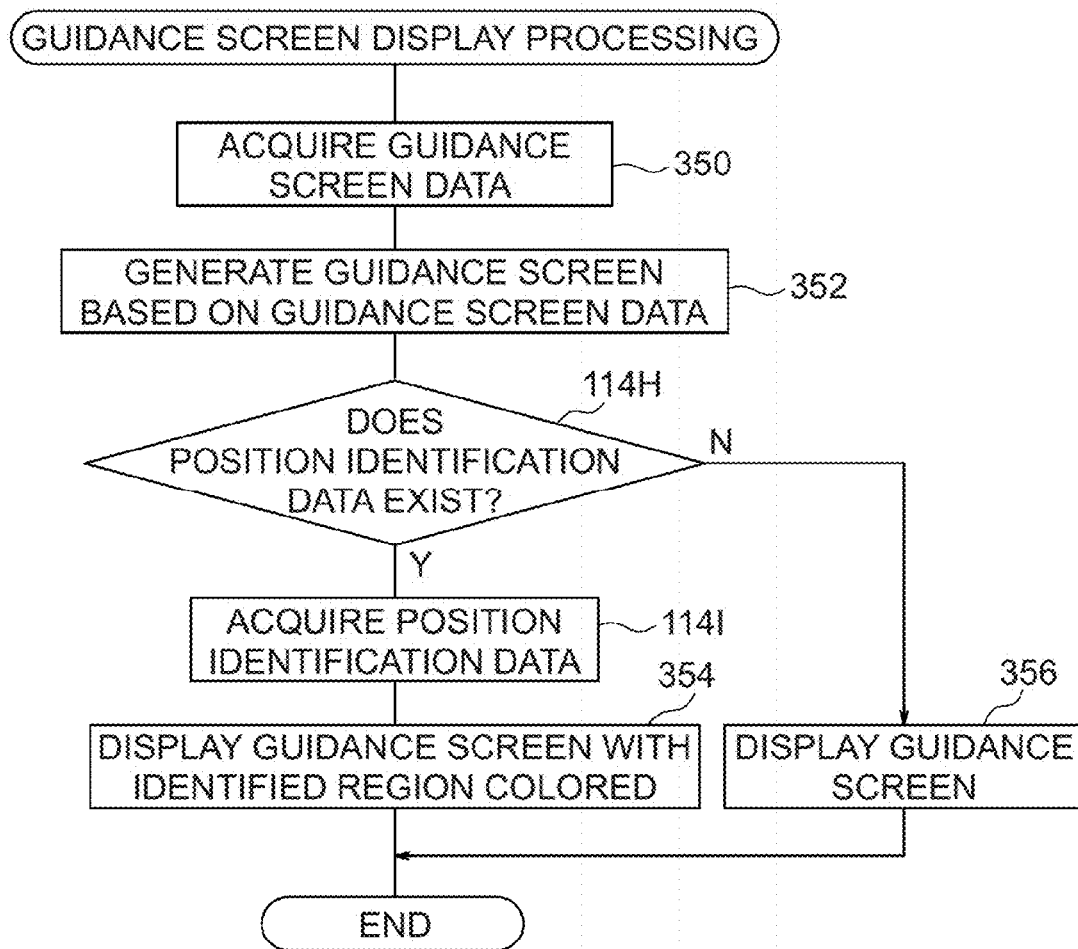 GUIDANCE SCREEN DISPLAY PROCESSING
ACQUIRE GUIDANCE
SCREEN DATA
350
GENERATE GUIDANCE SCREEN
BASED ON GUIDANCE SCREEN DATA
352
114H
DOES
POSITION IDENTIFICATION
DATA EXIST?
N
Y
ACQUIRE POSITION
IDENTIFICATION DATA
114I
354
DISPLAY GUIDANCE SCREEN WITH
IDENTIFIED REGION COLORED
356
DISPLAY GUIDANCE
SCREEN
END